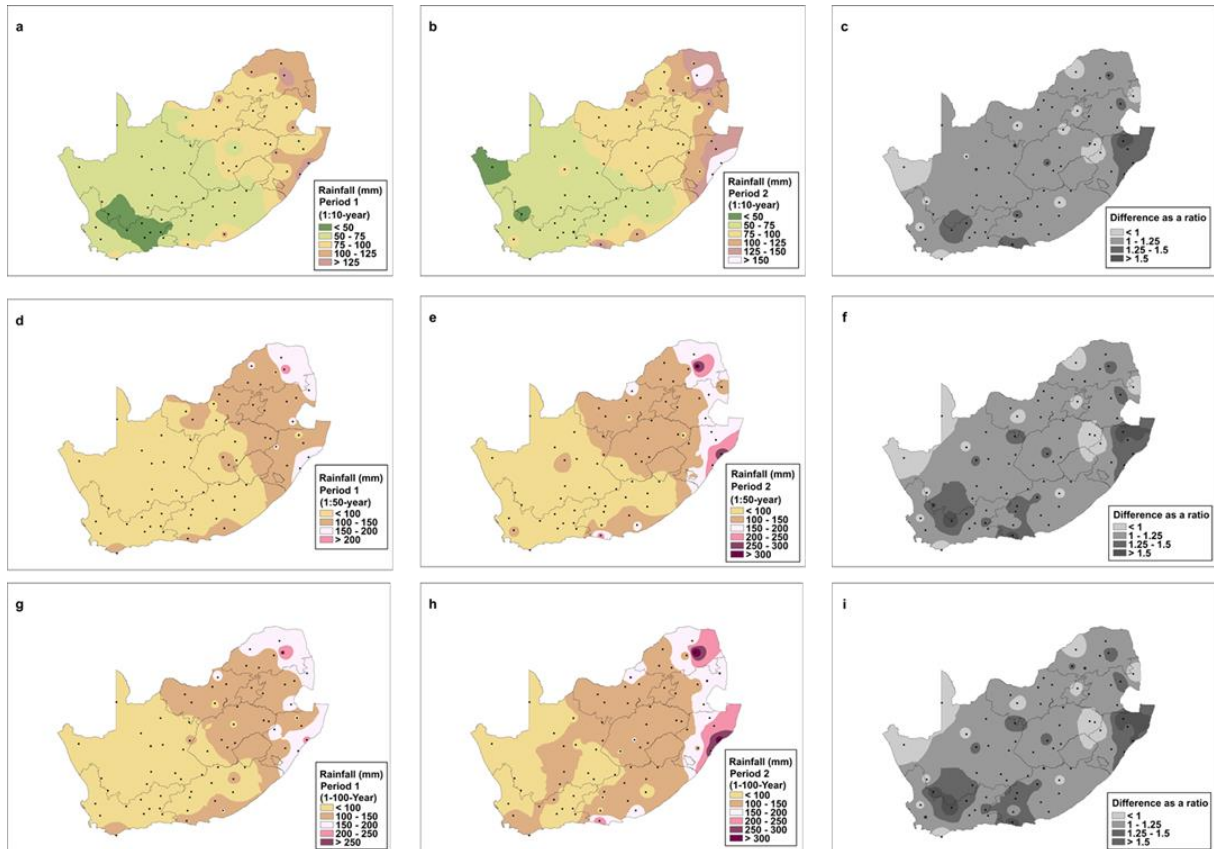 a
Rainfall (mm)
Period 1
(1:10-year)
< 50
50 - 75
75 - 100
100 - 125
> 125
b
Rainfall (mm)
Period 2
(1:10-year)
< 50
50 - 75
75 - 100
100 - 125
125 - 150
> 150
c
Difference as a ratio
< 1
1 - 1.25
1.25 - 1.5
> 1.5
d
Rainfall (mm)
Period 1
(1:50-year)
< 100
100 - 150
150 - 200
> 200
e
Rainfall (mm)
Period 2
(1:50-year)
< 100
100 - 150
150 - 200
200 - 250
250 - 300
> 300
f
Difference as a ratio
< 1
1 - 1.25
1.25 - 1.5
> 1.5
g
Rainfall (mm)
Period 1
(1-100-Year)
< 100
100 - 150
150 - 200
200 - 250
> 250
h
Rainfall (mm)
Period 2
(1-100-Year)
< 100
100 - 150
150 - 200
200 - 250
250 - 300
> 300
i
Difference as a ratio
< 1
1 - 1.25
1.25 - 1.5
> 1.5